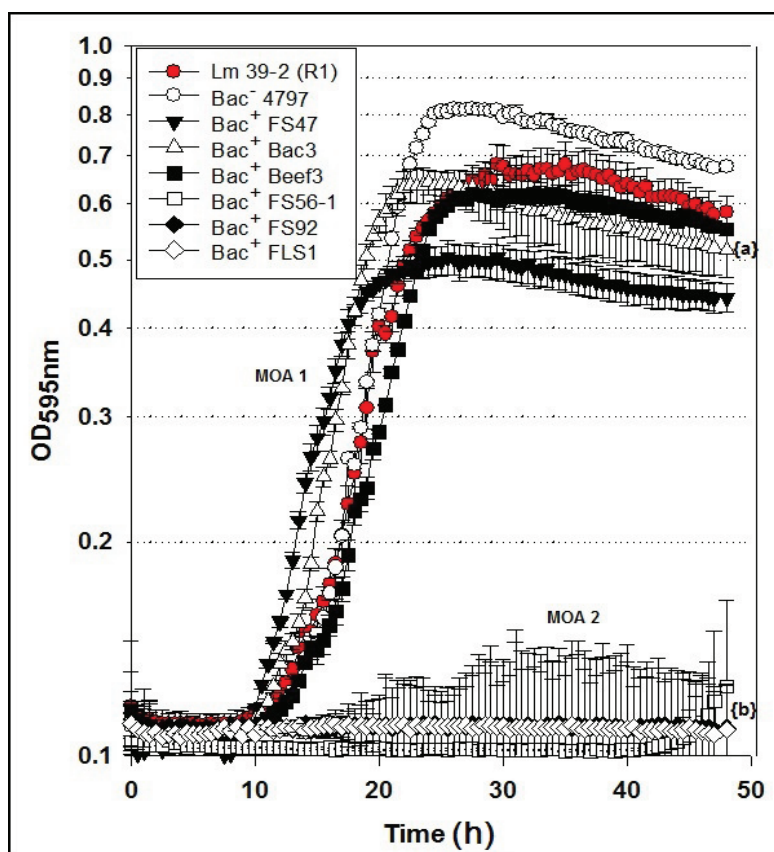 1.0
0.9
0.8
0.7
0.6
0.5
0.4
0.3
0.2
0.1
OD595nm
Lm 39-2 (R1)
Bac- 4797
Bac+ FS47
Bac+ Bac3
Bac+ Beef3
Bac+ FS56-1
Bac+ FS92
Bac+ FLS1
{a}
MOA 1
MOA 2
{b}
0 10 20 30 40 50
Time (h)